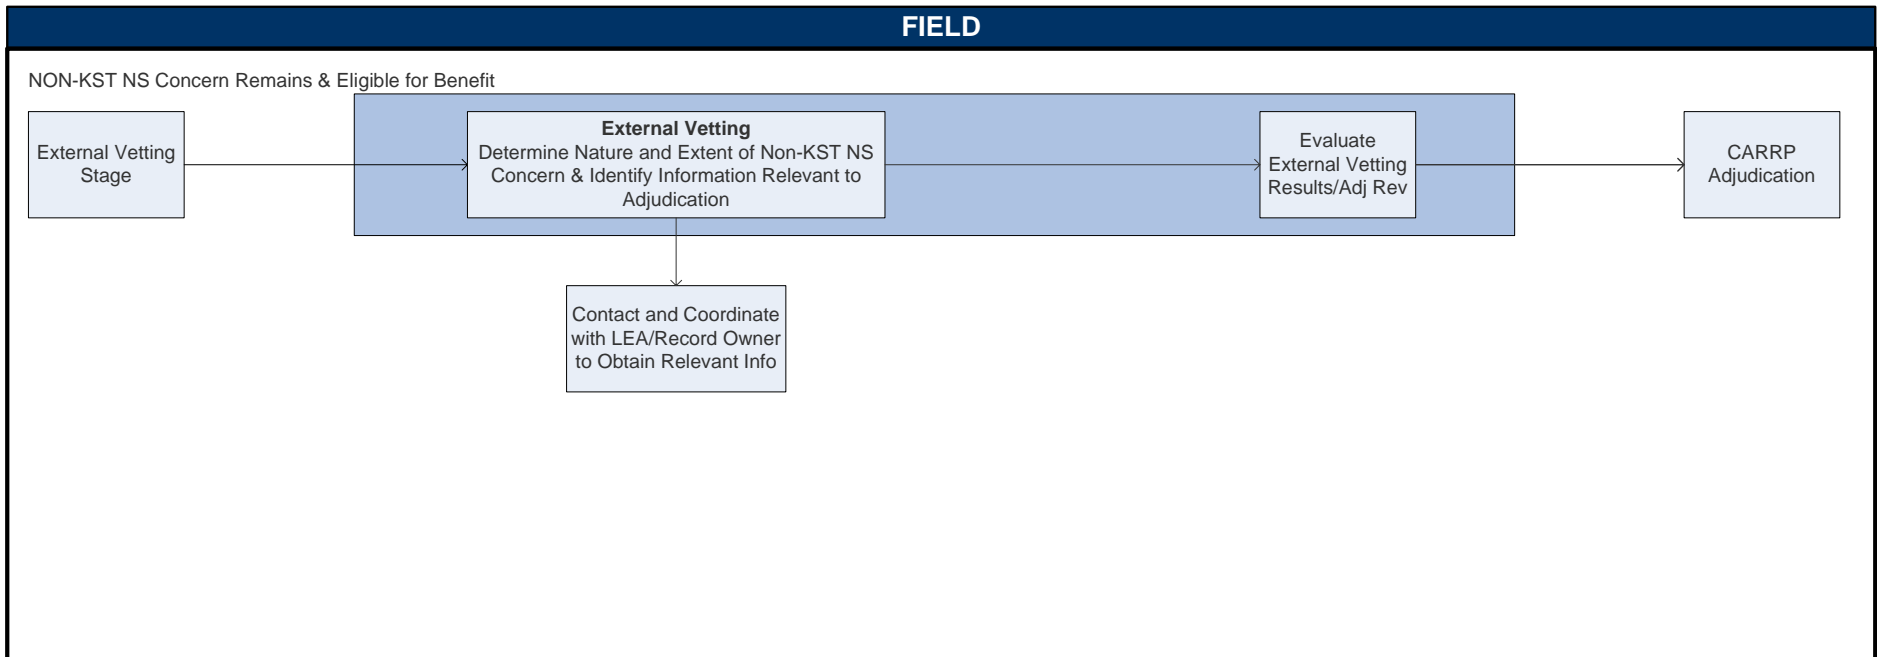 FIELD
NON-KST NS Concern Remains & Eligible for Benefit
External Vetting
Stage
External Vetting
Determine Nature and Extent of Non-KST NS
Concern & Identify Information Relevant to
Adjudication
Evaluate
External Vetting
Results/Adj Rev
CARRP
Adjudication
Contact and Coordinate
with LEA/Record Owner
to Obtain Relevant Info